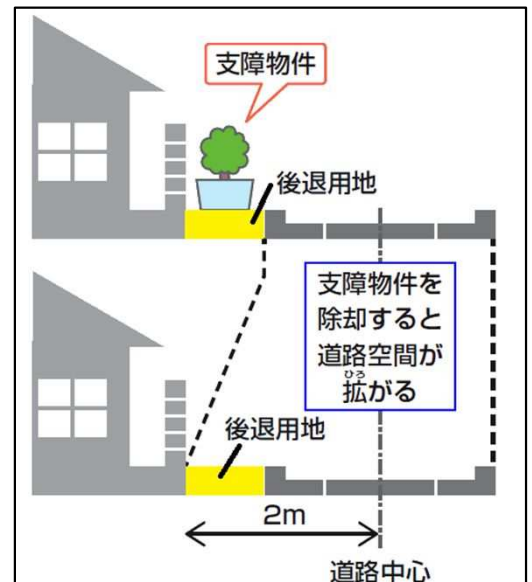 支障物件
後退用地
支障物件を
除却すると
道路空間が
拡がる
ひろ
後退用地
2m
道路中心